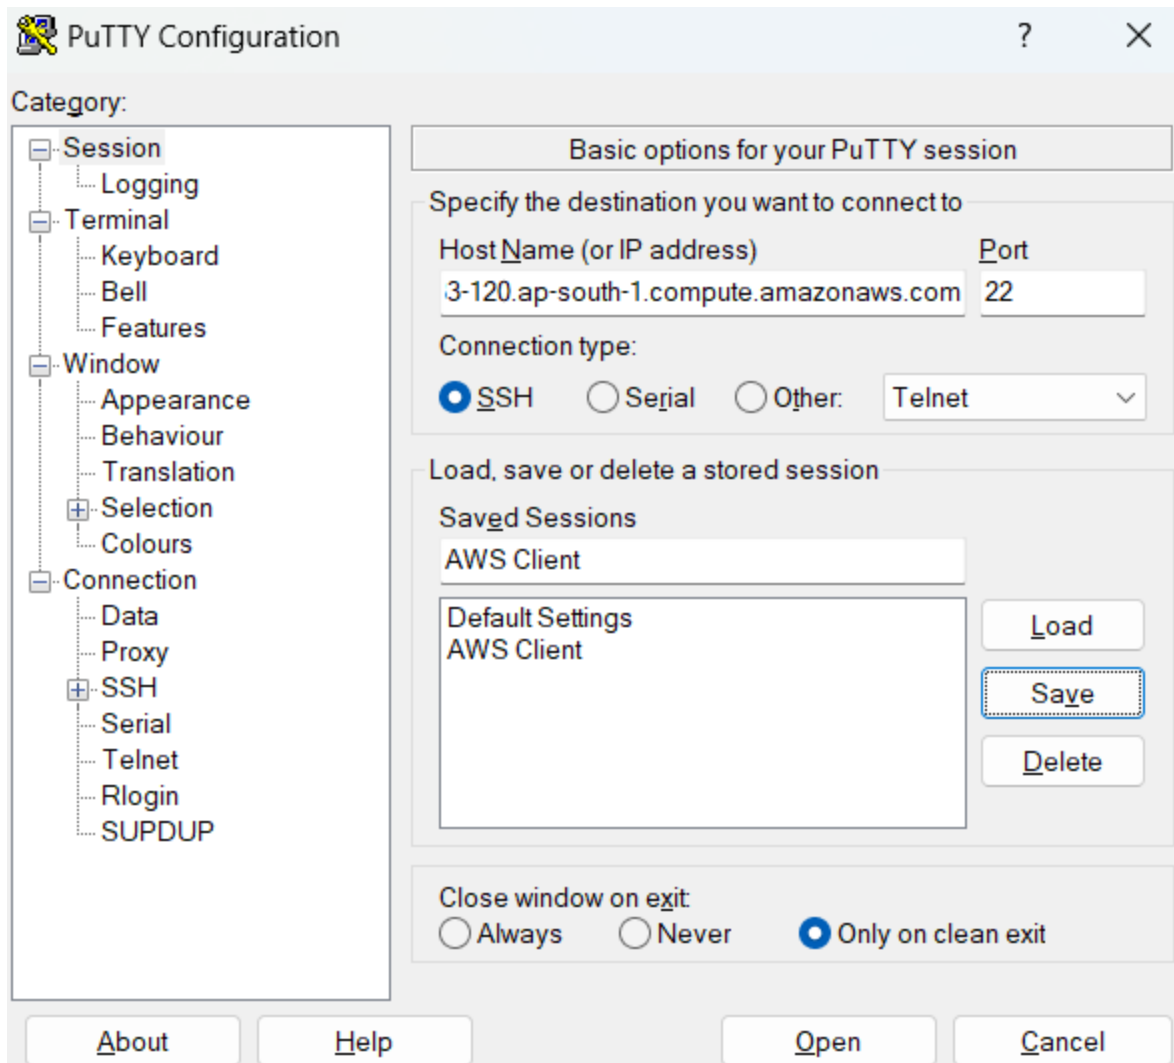 PuTTY Configuration
?
Category:
Session
Logging
Terminal
Keyboard
Bell
Features
Window
Appearance
Behaviour
Translation
Selection
Colours
Connection
Data
Proxy
SSH
Serial
Telnet
Rlogin
SUPDUP
Basic options for your PuTTY session
Specify the destination you want to connect to
Host Name (or IP address) Port
3-120.ap-south-1.compute.amazonaws.com 22
Connection type:
SSH Serial Other: Telnet
Load, save or delete a stored session
Saved Sessions
AWS Client
Default Settings
AWS Client
Load
Save
Delete
Close window on exit:
Always Never Only on clean exit
About Help Open Cancel